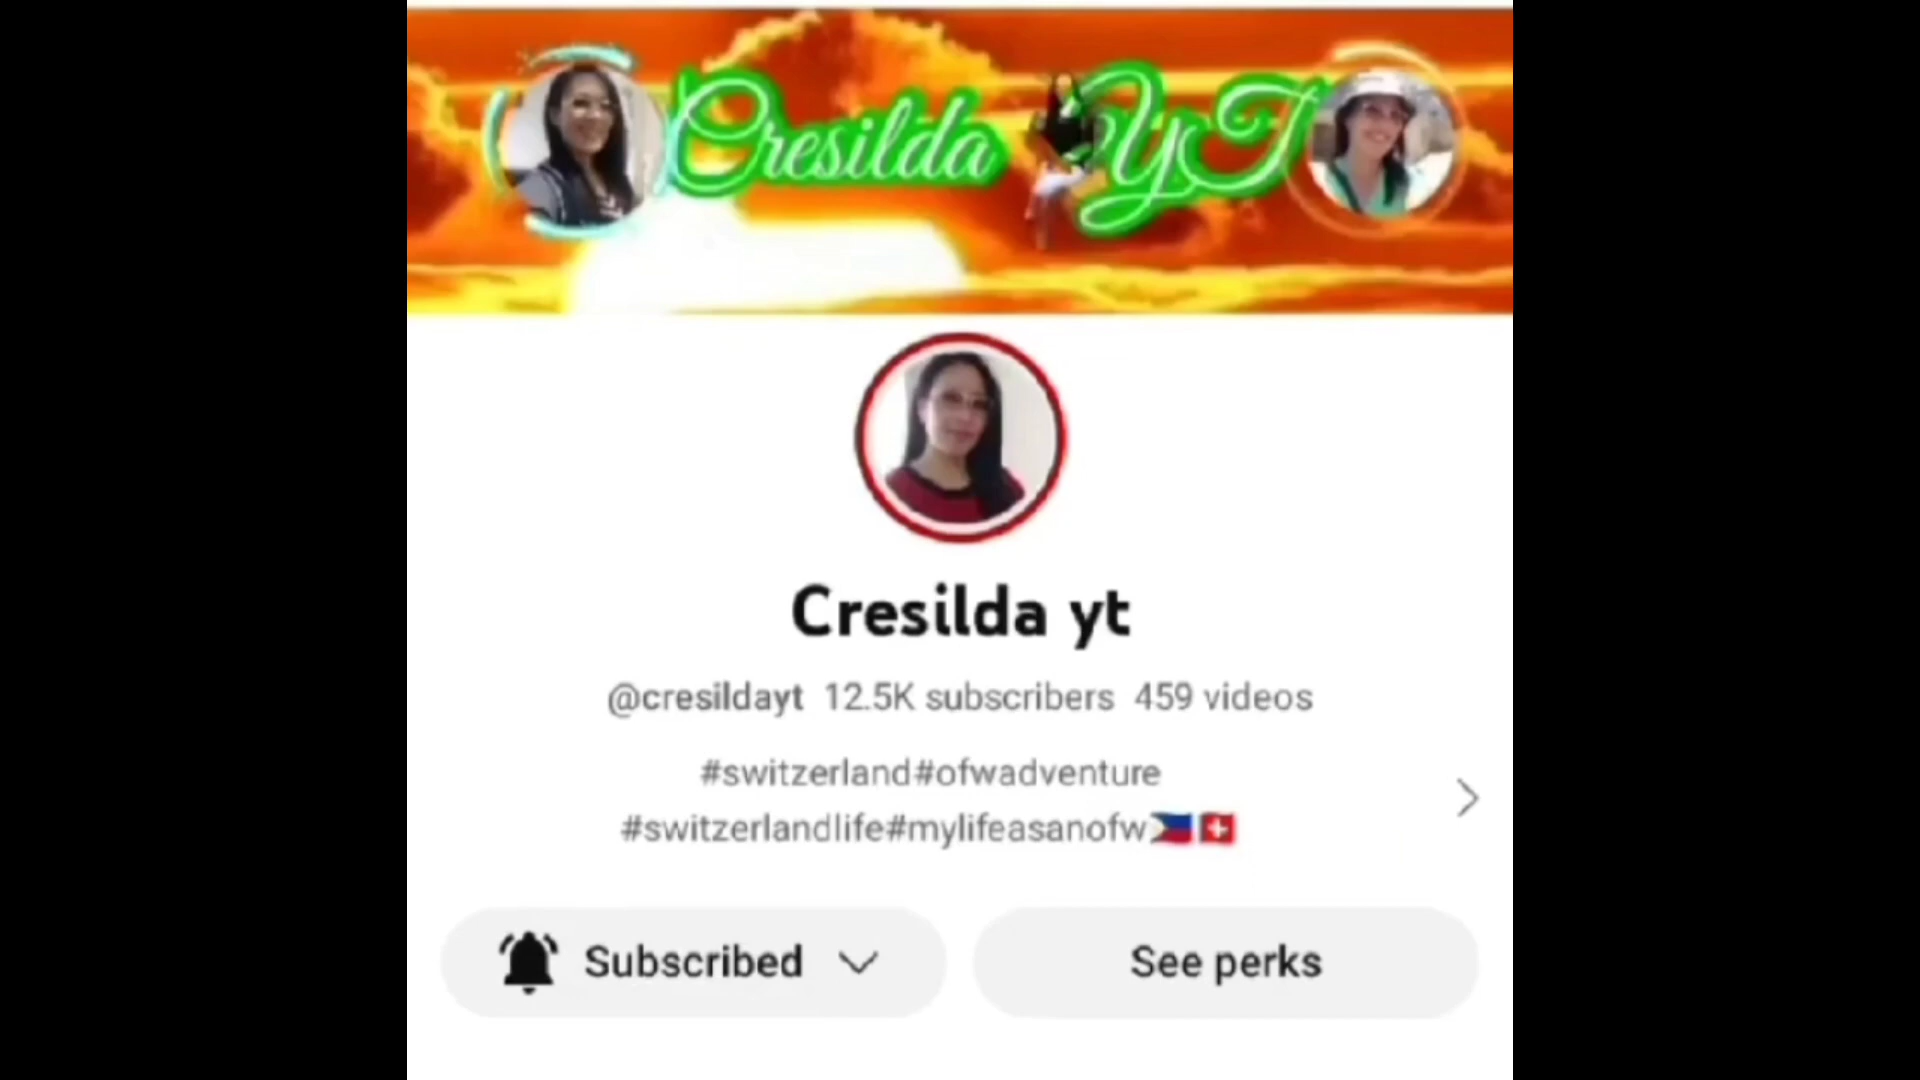 Cresilda YT
Cresilda yt
@cresildayt 12.5K subscribers 459 videos
#switzerland#ofwadventure
#switzerlandlife#mylifeasanofw🇵🇭🇨🇭
Subscribed
See perks